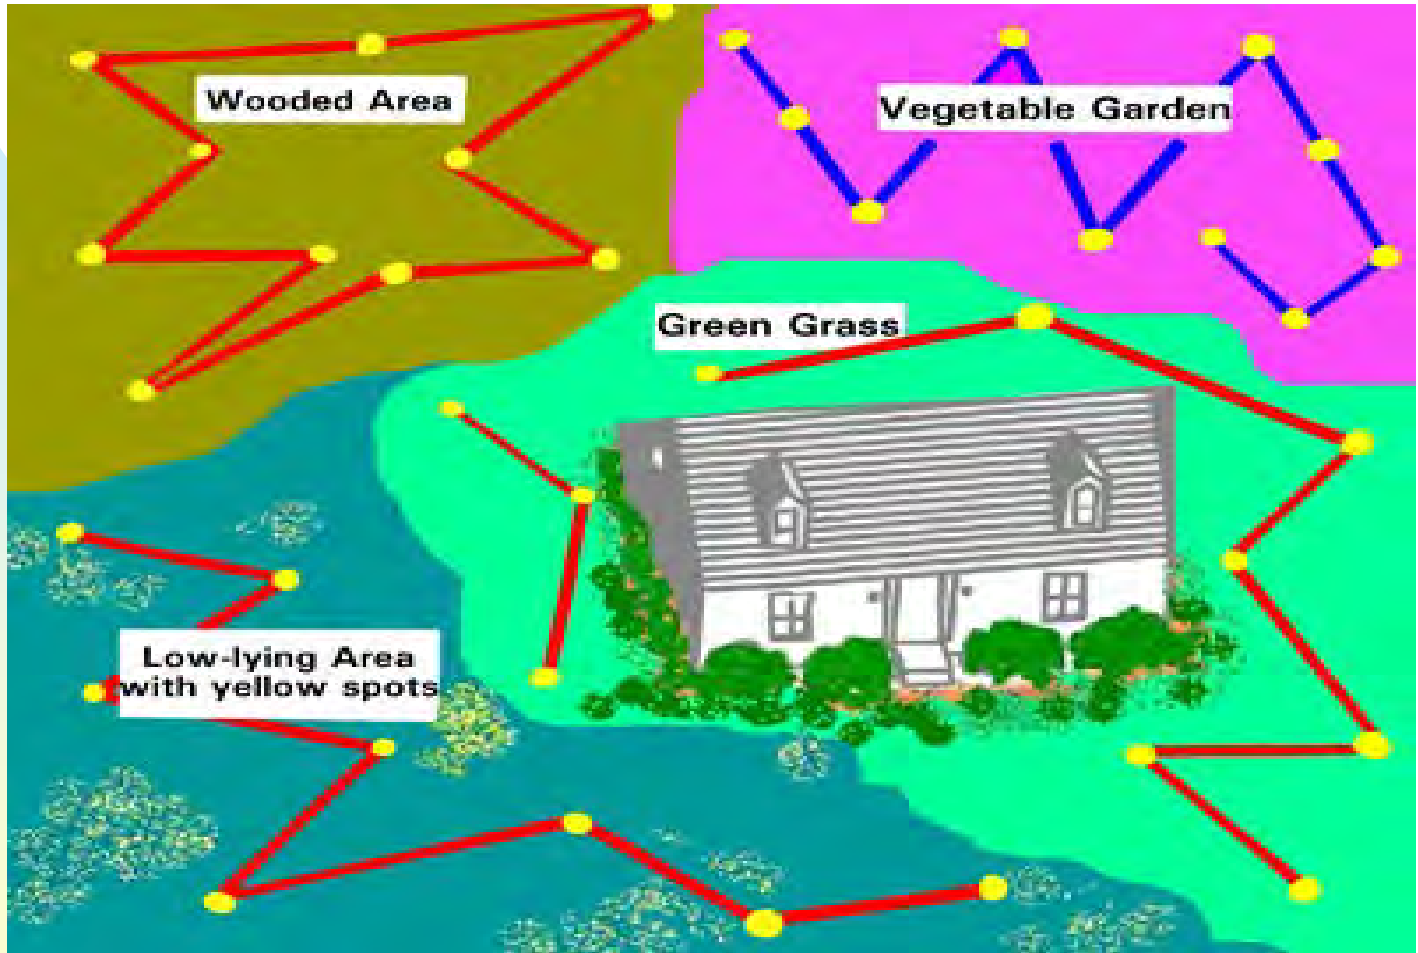 Wooded Area
Vegetable Garden
Green Grass
Low-lying Area
with yellow spots